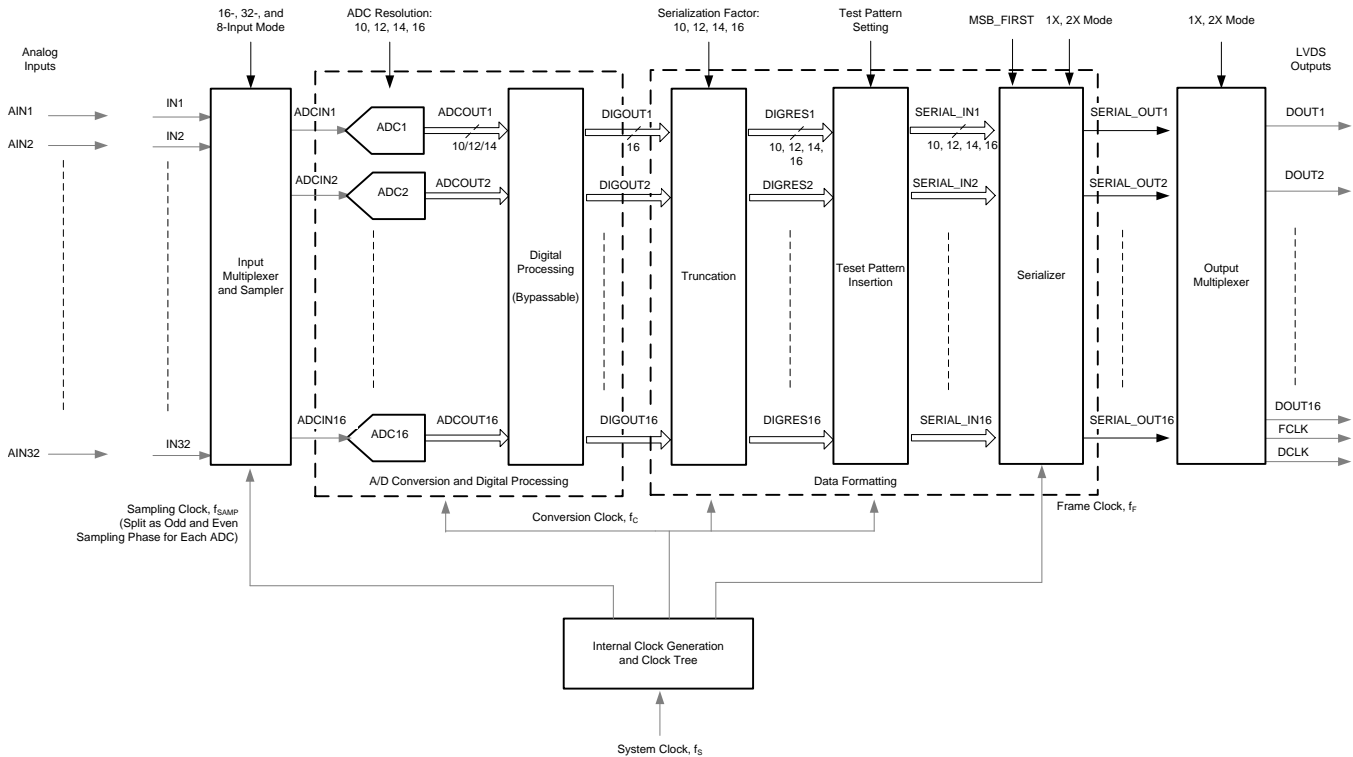 16-, 32-, and
8-Input Mode
ADC Resolution:
10, 12, 14, 16
Serialization Factor:
10, 12, 14, 16
Test Pattern
Setting
MSB_FIRST
1X, 2X Mode
1X, 2X Mode
Analog
Inputs
LVDS
Outputs
AIN1
IN1
ADCIN1
ADC1
ADCOUT1
10/12/14
DIGOUT1
16
DIGRES1
10, 12, 14,
16
SERIAL_IN1
10, 12, 14, 16
SERIAL_OUT1
DOUT1
AIN2
IN2
ADCIN2
ADC2
ADCOUT2
DIGOUT2
DIGRES2
SERIAL_IN2
SERIAL_OUT2
DOUT2
Input
Multiplexer
and Sampler
Digital
Processing
(Bypassable)
Truncation
Teset Pattern
Insertion
Serializer
Output
Multiplexer
AIN32
IN32
ADCIN16
ADC16
ADCOUT16
DIGOUT16
DIGRES16
SERIAL_IN16
SERIAL_OUT16
DOUT16
FCLK
DCLK
A/D Conversion and Digital Processing
Data Formatting
Sampling Clock, fSAMP
(Split as Odd and Even
Sampling Phase for Each ADC)
Conversion Clock, fC
Frame Clock, fF
Internal Clock Generation
and Clock Tree
System Clock, fS